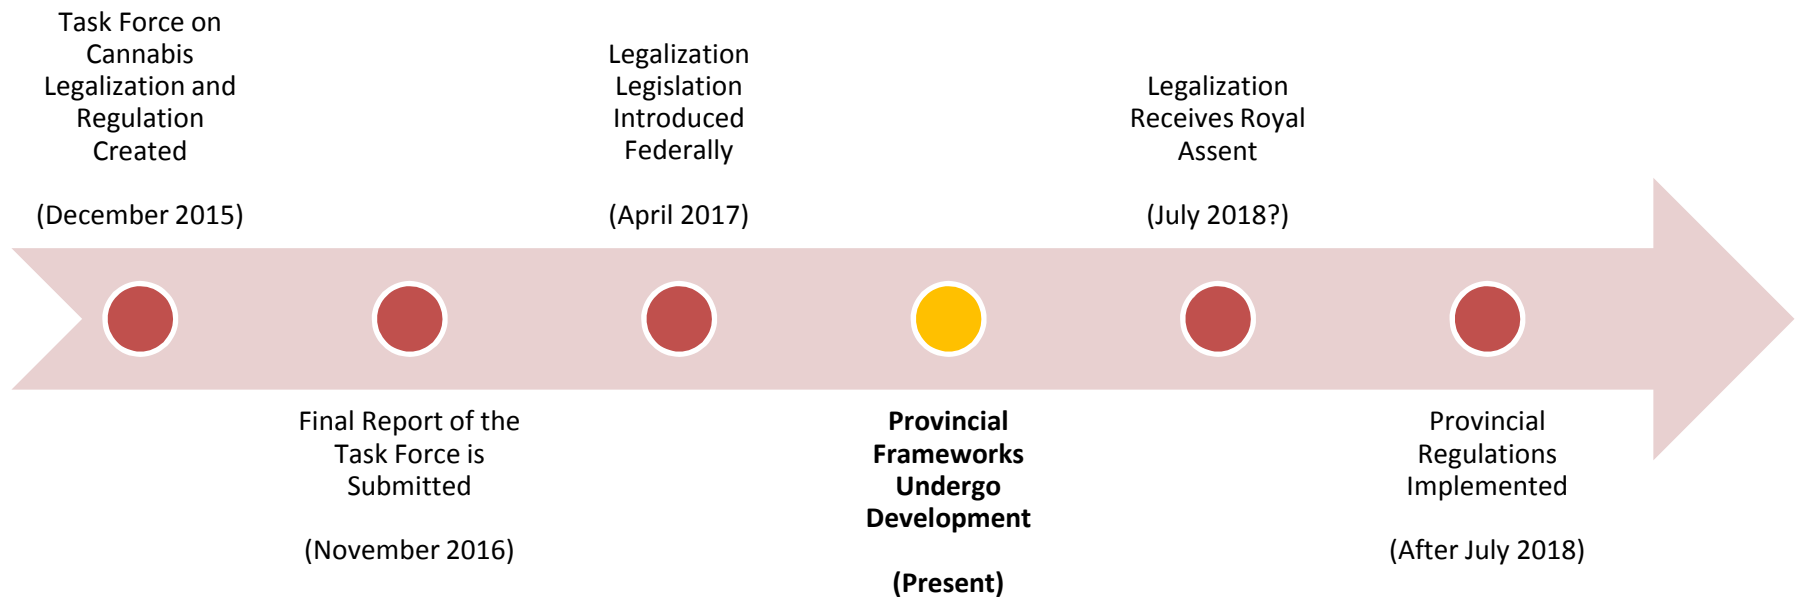 Task Force on
Cannabis
Legalization and
Regulation
Created
(December 2015)
Final Report of the
Task Force is
Submitted
(November 2016)
Legalization
Legislation
Introduced
Federally
(April 2017)
Provincial
Frameworks
Undergo
Development
(Present)
Legalization
Receives Royal
Assent
(July 2018?)
Provincial
Regulations
Implemented
(After July 2018)